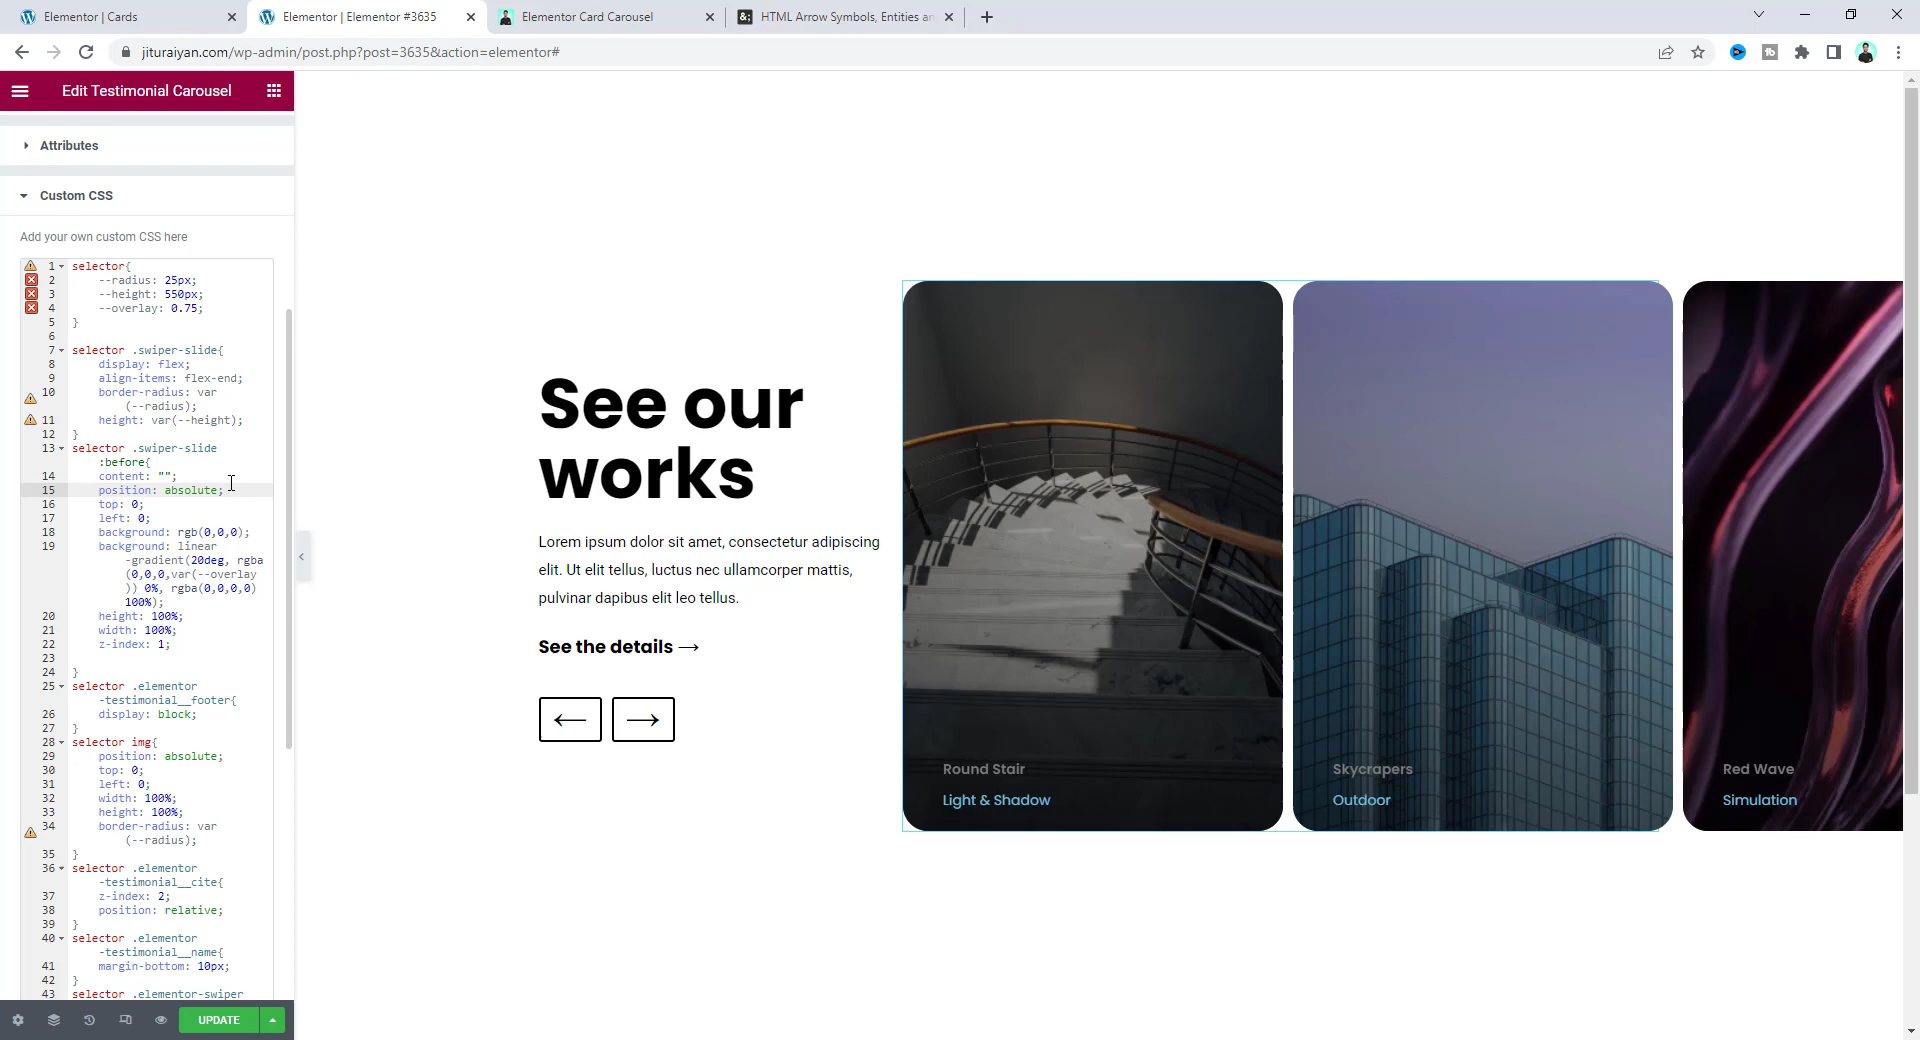 Elementor | Cards
Elementor | Elementor #3635
Elementor Card Carousel
HTML Arrow Symbols, Entities an
jituraiyan.com/wp-admin/post.php?post=3635&action=elementor#
Edit Testimonial Carousel
Attributes
Custom CSS
Add your own custom CSS here
1 selector{
2 --radius: 25px;
3 --height: 550px;
4 --overlay: 0.75;
5 }
6
7 selector .swiper-slide{
8 display: flex;
9 align-items: flex-end;
10 border-radius: var
(--radius);
11 height: var(--height);
12 }
13 selector .swiper-slide
:before{
14 content: "";
15 position: absolute;
16 top: 0;
17 left: 0;
18 background: rgb(0,0,0);
19 background: linear
-gradient(20deg, rgba
(0,0,0,var(--overlay
)) 0%, rgba(0,0,0,0)
100%);
20 height: 100%;
21 width: 100%;
22 z-index: 1;
23
24 }
25 selector .elementor
-testimonial__footer{
26 display: block;
27 }
28 selector img{
29 position: absolute;
30 top: 0;
31 left: 0;
32 width: 100%;
33 height: 100%;
34 border-radius: var
(--radius);
35 }
36 selector .elementor
-testimonial__cite{
37 z-index: 2;
38 position: relative;
39 }
40 selector .elementor
-testimonial__name{
41 margin-bottom: 10px;
42 }
43 selector .elementor-swiper
UPDATE
See our
works
Lorem ipsum dolor sit amet, consectetur adipiscing
elit. Ut elit tellus, luctus nec ullamcorper mattis,
pulvinar dapibus elit leo tellus.
See the details →
← →
Round Stair
Light & Shadow
Skycrapers
Outdoor
Red Wave
Simulation